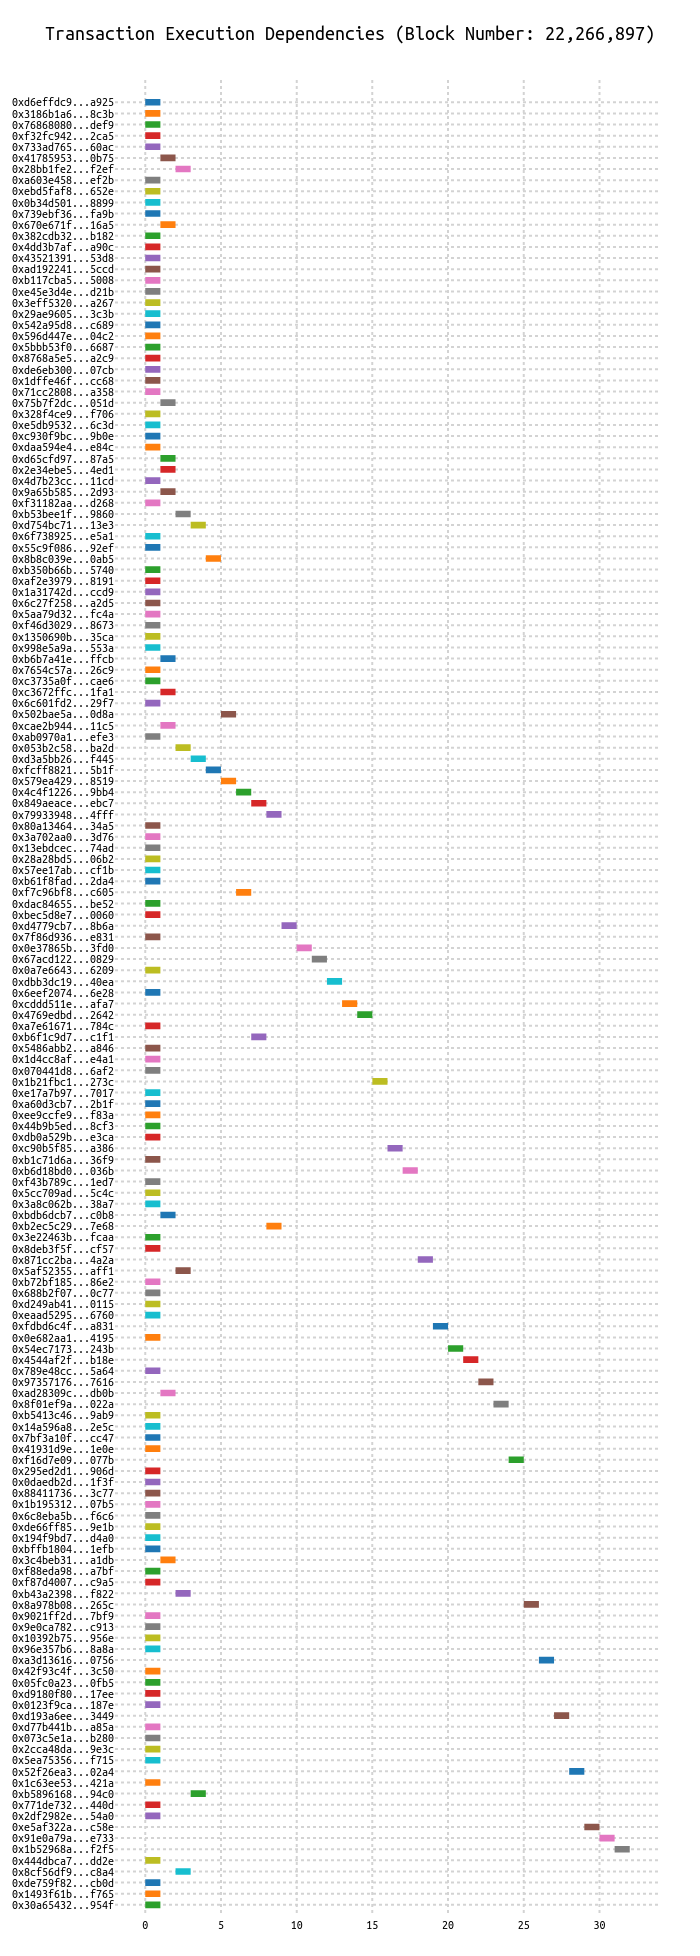 Transaction Execution Dependencies (Block Number: 22,266,897)
0xd6effdc9...a925
0x3186b1a6...8c3b
0x76868080...def9
0xf32fc942...2ca5
0x733ad765...60ac
0x41785953...0b75
0x28bb1fe2...f2ef
0xa603e458...ef2b
0xebd5faf8...652e
0x0b34d501...8899
0x739ebf36...fa9b
0x670e671f...16a5
0x382cdb32...b182
0x4dd3b7af...a90c
0x43521391...53d8
0xad192241...5ccd
0xb117cba5...5008
0xe45e3d4e...d21b
0x3eff5320...a267
0x29ae9605...3c3b
0x542a95d8...c689
0x596d447e...04c2
0x5bbb53f0...6687
0x8768a5e5...a2c9
0xde6eb300...07cb
0x1dffe46f...cc68
0x71cc2808...a358
0x75b7f2dc...051d
0x328f4ce9...f706
0xe5db9532...6c3d
0xc930f9bc...9b0e
0xdaa594e4...e84c
0xd65cfd97...87a5
0x2e34ebe5...4ed1
0x4d7b23cc...11cd
0x9a65b585...2d93
0xf31182aa...d268
0xb53bee1f...9860
0xd754bc71...13e3
0x6f738925...e5a1
0x55c9f086...92ef
0x8b8c039e...0ab5
0xb350b66b...5740
0xaf2e3979...8191
0x1a31742d...ccd9
0x6c27f258...a2d5
0x5aa79d32...fc4a
0xf46d3029...8673
0x1350690b...35ca
0x998e5a9a...553a
0xb6b7a41e...ffcb
0x7654c57a...26c9
0xc3735a0f...cae6
0xc3672ffc...1fa1
0x6c601fd2...29f7
0x502bae5a...0d8a
0xcae2b944...11c5
0xab0970a1...efe3
0x053b2c58...ba2d
0xd3a5bb26...f445
0xfcff8821...5b1f
0x579ea429...8519
0x4c4f1226...9bb4
0x849aeace...ebc7
0x79933948...4fff
0x80a13464...34a5
0x3a702aa0...3d76
0x13ebdcec...74ad
0x28a28bd5...06b2
0x57ee17ab...cf1b
0xb61f8fad...2da4
0xf7c96bf8...c605
0xdac84655...be52
0xbec5d8e7...0060
0xd4779cb7...8b6a
0x7f86d936...e831
0x0e37865b...3fd0
0x67acd122...0829
0x0a7e6643...6209
0xdbb3dc19...40ea
0x6eef2074...6e28
0xcddd511e...afa7
0x4769edbd...2642
0xa7e61671...784c
0xb6f1c9d7...c1f1
0x5486abb2...a846
0x1d4cc8af...e4a1
0x070441d8...6af2
0x1b21fbc1...273c
0xe17a7b97...7017
0xa60d3cb7...2b1f
0xee9ccfe9...f83a
0x44b9b5ed...8cf3
0xdb0a529b...e3ca
0xc90b5f85...a386
0xb1c71d6a...36f9
0xb6d18bd0...036b
0xf43b789c...1ed7
0x5cc709ad...5c4c
0x3a8c062b...38a7
0xbdb6dcb7...c0b8
0xb2ec5c29...7e68
0x3e22463b...fcaa
0x8deb3f5f...cf57
0x871cc2ba...4a2a
0x5af52355...aff1
0xb72bf185...86e2
0x688b2f07...0c77
0xd249ab41...0115
0xeaad5295...6760
0xfdbd6c4f...a831
0x0e682aa1...4195
0x54ec7173...243b
0x4544af2f...b18e
0x789e48cc...5a64
0x97357176...7616
0xad28309c...db0b
0x8f01ef9a...022a
0xb5413c46...9ab9
0x14a596a8...2e5c
0x7bf3a10f...cc47
0x41931d9e...1e0e
0xf16d7e09...077b
0x295ed2d1...906d
0x0daedb2d...1f3f
0x88411736...3c77
0x1b195312...07b5
0x6c8eba5b...f6c6
0xde66ff85...9e1b
0x194f9bd7...d4a0
0xbffb1804...1efb
0x3c4beb31...a1db
0xf88eda98...a7bf
0xf87d4007...c9a5
0xb43a2398...f822
0x8a978b08...265c
0x9021ff2d...7bf9
0x9e0ca782...c913
0x10392b75...956e
0x96e357b6...8a8a
0xa3d13616...0756
0x42f93c4f...3c50
0x05fc0a23...0fb5
0xd9180f80...17ee
0x0123f9ca...187e
0xd193a6ee...3449
0xd77b441b...a85a
0x073c5e1a...b280
0x2cca48da...9e3c
0x5ea75356...f715
0x52f26ea3...02a4
0x1c63ee53...421a
0xb5896168...94c0
0x771de732...440d
0x2df2982e...54a0
0xe5af322a...c58e
0x91e0a79a...e733
0x1b52968a...f2f5
0x444dbca7...dd2e
0x8cf56df9...c8a4
0xde759f82...cb0d
0x1493f61b...f765
0x30a65432...954f
0 5 10 15 20 25 30